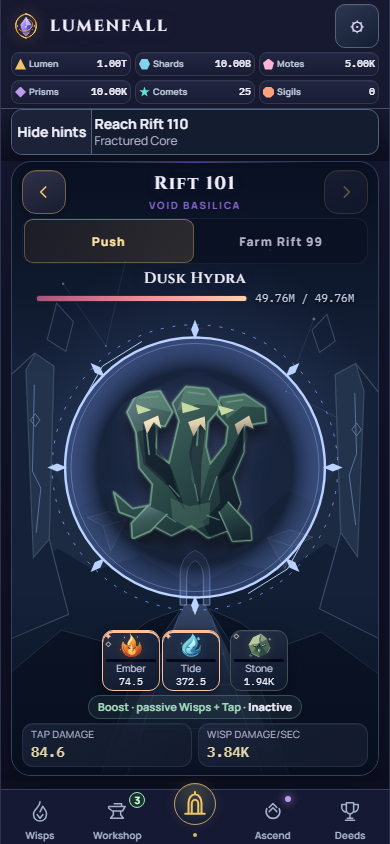 LUMENFALL
Lumen 1.00T Shards 10.00B Motes 5.00K
Prisms 10.00K Comets 25 Sigils 0
Hide hints
Reach Rift 110
Fractured Core
RIFT 101
VOID BASILICA
Push Farm Rift 99
DUSK HYDRA
49.76M / 49.76M
Ember Tide Stone
74.5 372.5 1.94K
Boost · passive Wisps + Tap · Inactive
TAP DAMAGE WISP DAMAGE/SEC
84.6 3.84K
3
Wisps Workshop Ascend Deeds